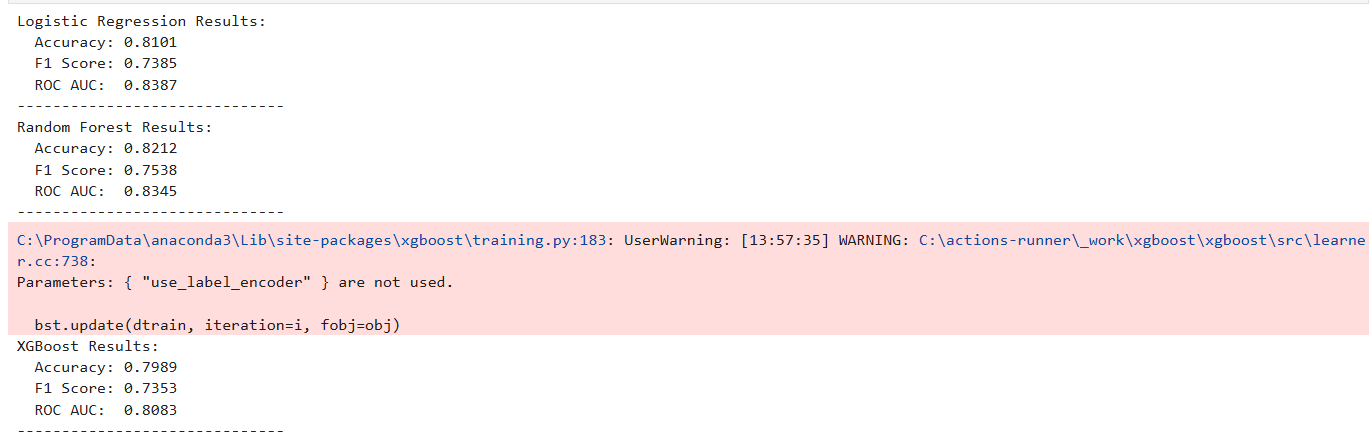 Logistic Regression Results:
  Accuracy: 0.8101
  F1 Score: 0.7385
  ROC AUC:  0.8387
------------------------------
Random Forest Results:
  Accuracy: 0.8212
  F1 Score: 0.7538
  ROC AUC:  0.8345
------------------------------
C:\ProgramData\anaconda3\Lib\site-packages\xgboost\training.py:183: UserWarning: [13:57:35] WARNING: C:\actions-runner\_work\xgboost\xgboost\src\learne
r.cc:738:
Parameters: { "use_label_encoder" } are not used.

  bst.update(dtrain, iteration=i, fobj=obj)
XGBoost Results:
  Accuracy: 0.7989
  F1 Score: 0.7353
  ROC AUC:  0.8083
------------------------------